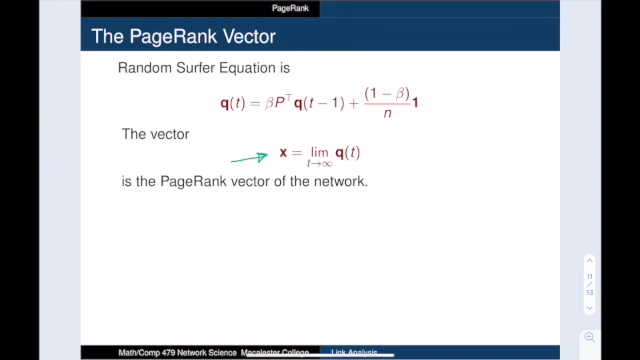 PageRank
The PageRank Vector
Random Surfer Equation is
q(t) = βP⊤q(t − 1) + (1 − β)/n 1
The vector
x = lim t→∞ q(t)
is the PageRank vector of the network.
11
/
13
Math/Comp 479 Network Science Macalester College Link Analysis